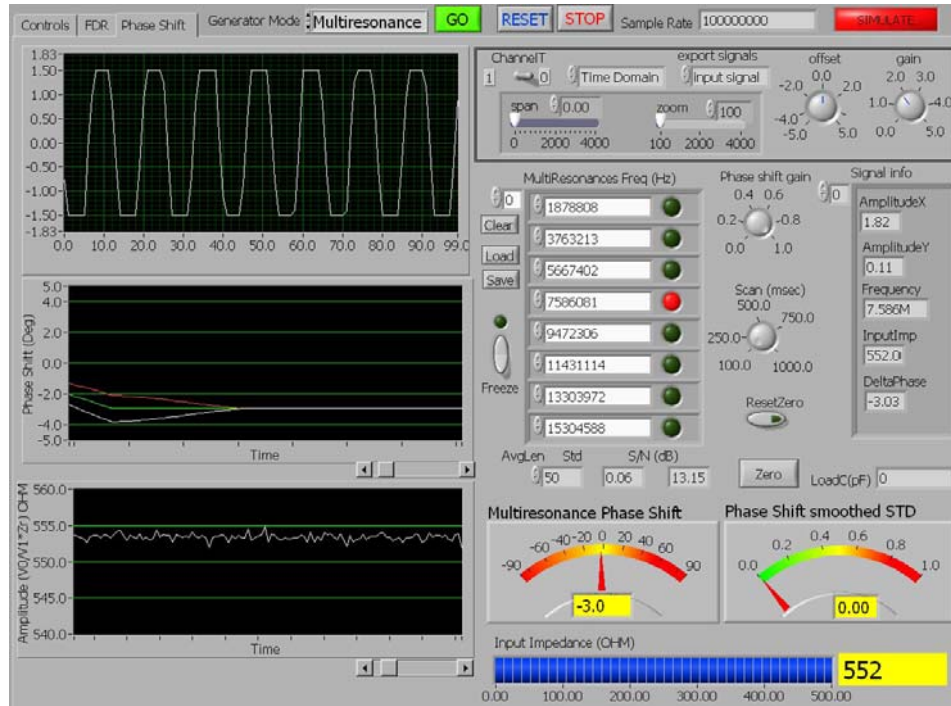 Controls FDR Phase Shift Generator Mode Multiresonance GO RESET STOP Sample Rate 100000000 SIMULATE
1.83
1.50
1.00
0.50
0.00
-0.50
-1.00
-1.50
-1.83
0.0 10.0 20.0 30.0 40.0 50.0 60.0 70.0 80.0 90.0 99.0
ChannelT
1 0
Time Domain
export signals
input signal
span 0.00
0 2000 4000
zoom 100
100 2000 4000
offset
-5.0 -4.0 -2.0 0.0 2.0 5.0
gain
0.0 1.0 2.0 3.0 4.0 5.0
MultiResonances Freq (Hz)
0
Clear
Load
Save
Freeze
1878808
3763213
5667402
7586081
9472306
11431114
13303972
15304588
Phase shift gain
0.0 0.2 0.4 0.6 0.8 1.0
Scan (msec)
100.0 250.0 500.0 750.0 1000.0
ResetZero
0
Signal info
AmplitudeX
1.82
AmplitudeY
0.11
Frequency
7.586M
InputImp
552.0
DeltaPhase
-3.03
Phase Shift (Deg)
5.0
4.0
2.0
0.0
-2.0
-4.0
-5.0
Time
AvgLen Std S/N (dB)
50 0.06 13.15
Zero
LoadC(pF) 0
Amplitude (V0/V1*Zr) OHM
560.0
555.0
550.0
545.0
540.0
Time
Multiresonance Phase Shift
-90 -60 -40 -20 0 20 40 60 90
-3.0
Phase Shift smoothed STD
0.0 0.2 0.4 0.6 0.8 1.0
0.00
Input Impedance (OHM)
552
0.00 100.00 200.00 300.00 400.00 500.00